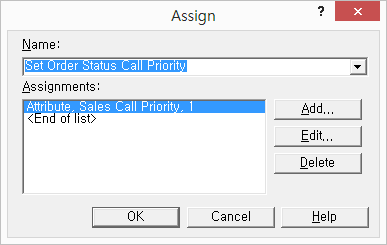 Assign
?
Name:
Set Order Status Call Priority
Assignments:
Attribute, Sales Call Priority, 1
<End of list>
Add...
Edit...
Delete
OK
Cancel
Help